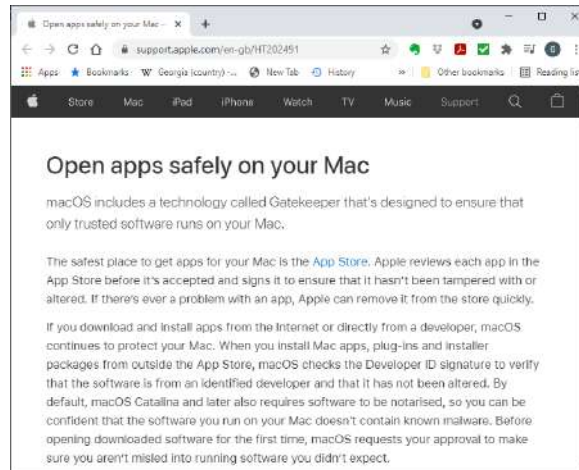 Open apps safely on your Mac –
support.apple.com/en-gb/HT202491
Apps Bookmarks W Georgia (country) -... New Tab History » Other bookmarks Reading list
Store Mac iPad iPhone Watch TV Music Support
Open apps safely on your Mac
macOS includes a technology called Gatekeeper that's designed to ensure that
only trusted software runs on your Mac.
The safest place to get apps for your Mac is the App Store. Apple reviews each app in the
App Store before it's accepted and signs it to ensure that it hasn't been tampered with or
altered. If there's ever a problem with an app, Apple can remove it from the store quickly.
If you download and install apps from the Internet or directly from a developer, macOS
continues to protect your Mac. When you install Mac apps, plug-ins and installer
packages from outside the App Store, macOS checks the Developer ID signature to verify
that the software is from an identified developer and that it has not been altered. By
default, macOS Catalina and later also requires software to be notarised, so you can be
confident that the software you run on your Mac doesn't contain known malware. Before
opening downloaded software for the first time, macOS requests your approval to make
sure you aren't misled into running software you didn't expect.